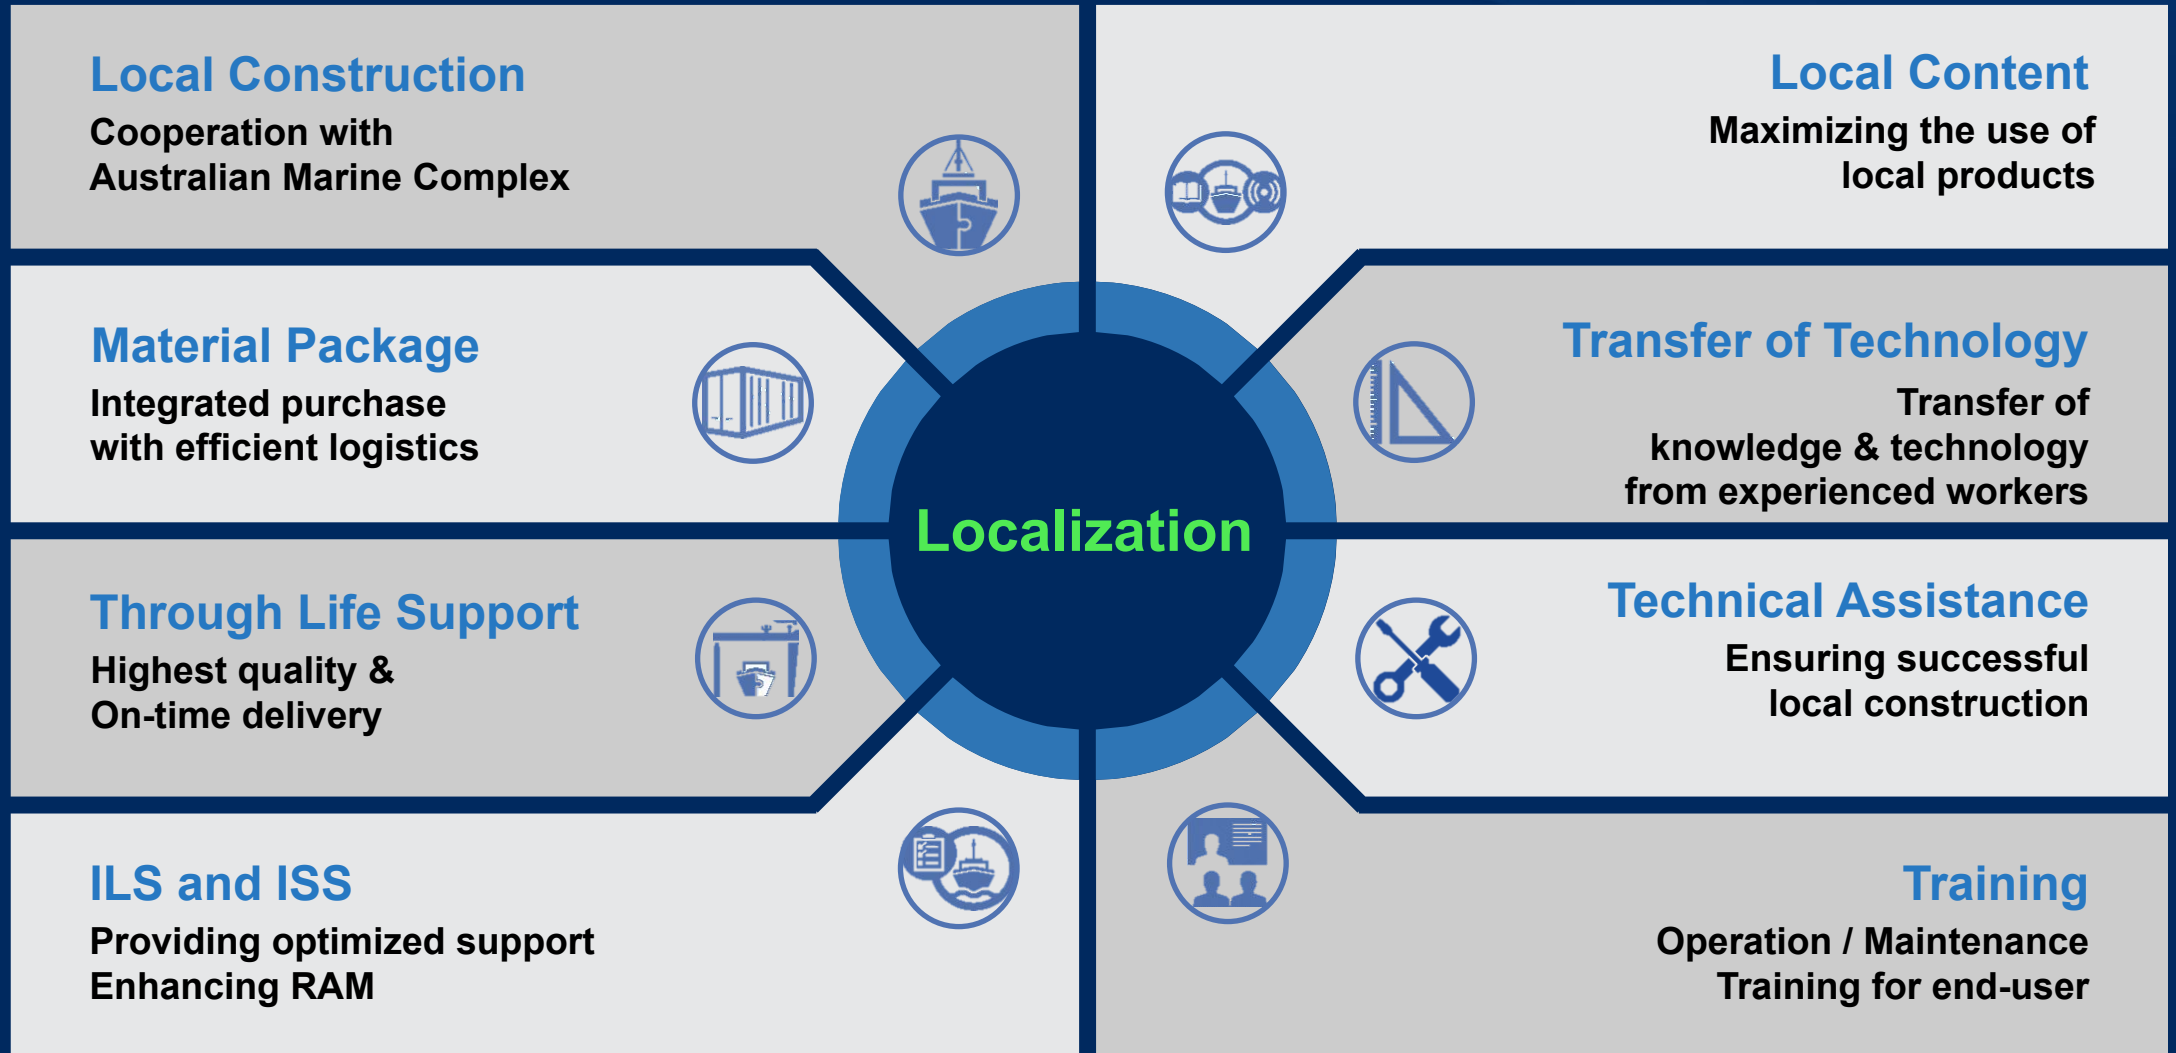 Local Construction
Cooperation with
Australian Marine Complex
Local Content
Maximizing the use of
local products
Material Package
Integrated purchase
with efficient logistics
Transfer of Technology
Transfer of
knowledge & technology
from experienced workers
Localization
Through Life Support
Highest quality &
On-time delivery
Technical Assistance
Ensuring successful
local construction
ILS and ISS
Providing optimized support
Enhancing RAM
Training
Operation / Maintenance
Training for end-user